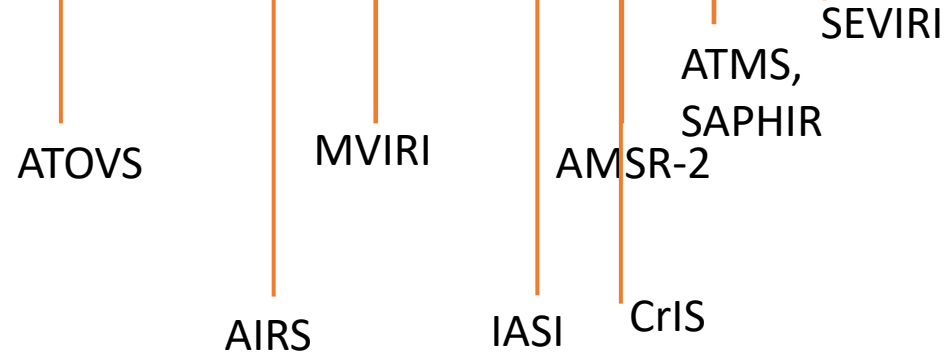 SEVIRI
ATMS,
SAPHIR
ATOVS
MVIRI
AMSR-2
AIRS
IASI
CrIS